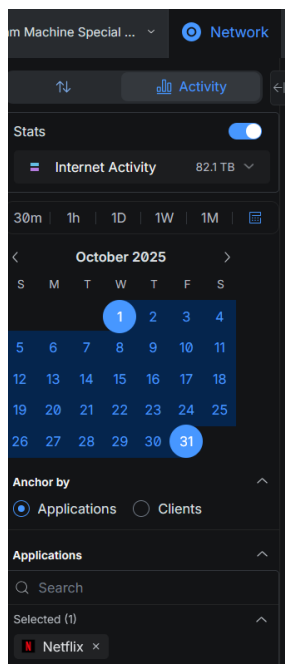 am Machine Special ...
Network
Activity
Stats
Internet Activity 82.1 TB
30m 1h 1D 1W 1M
October 2025
S M T W T F S
1 2 3 4
5 6 7 8 9 10 11
12 13 14 15 16 17 18
19 20 21 22 23 24 25
26 27 28 29 30 31
Anchor by
Applications Clients
Applications
Search
Selected (1)
N Netflix ×